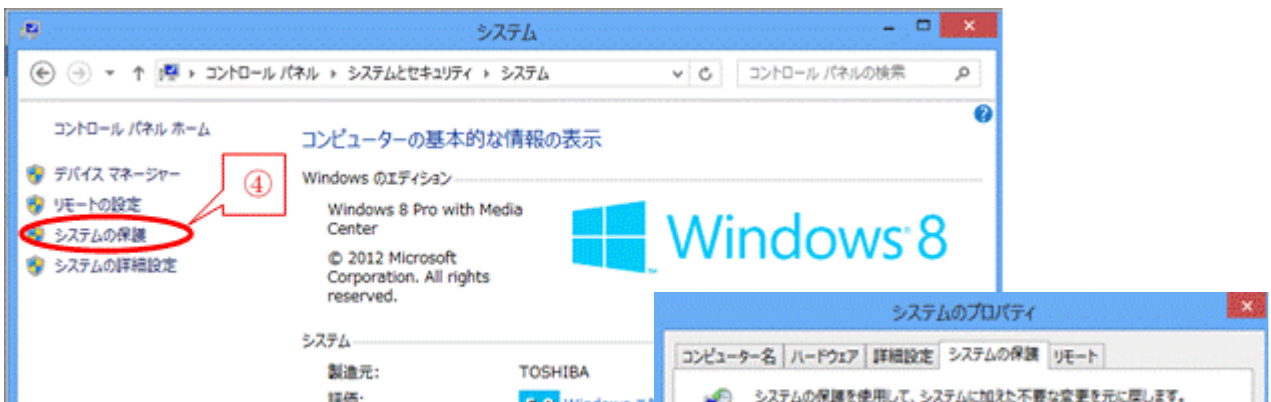 システム
コントロール パネル › システムとセキュリティ › システム
コントロール パネルの検索
コントロール パネル ホーム
デバイス マネージャー
リモートの設定
システムの保護
システムの詳細設定
④
コンピューターの基本的な情報の表示
Windows のエディション
Windows 8 Pro with Media
Center
© 2012 Microsoft
Corporation. All rights
reserved.
Windows 8
システム
製造元: TOSHIBA
評価:
システムのプロパティ
コンピューター名 ハードウェア 詳細設定 システムの保護 リモート
システムの保護を使用して、システムに加えた不要な変更を元に戻します。